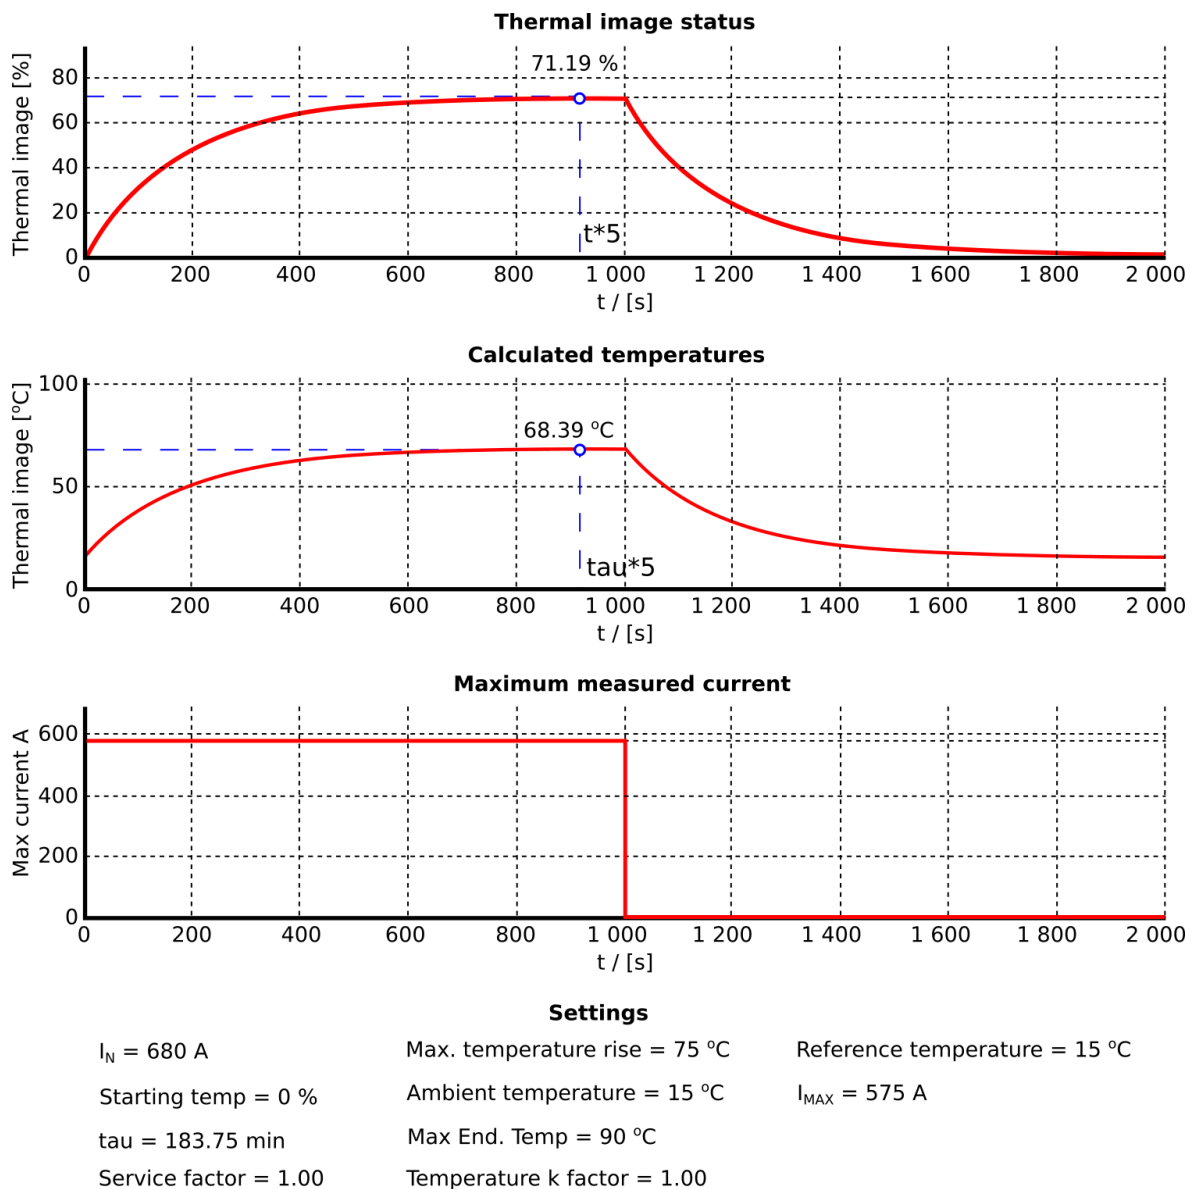 Thermal image status
Thermal image [%]
80
60
40
20
0
71.19 %
t*5
0 200 400 600 800 1 000 1 200 1 400 1 600 1 800 2 000
t / [s]
Calculated temperatures
Thermal image [ºC]
100
50
0
68.39 ºC
tau*5
0 200 400 600 800 1 000 1 200 1 400 1 600 1 800 2 000
t / [s]
Maximum measured current
Max current A
600
400
200
0
0 200 400 600 800 1 000 1 200 1 400 1 600 1 800 2 000
t / [s]
Settings
I_N = 680 A Max. temperature rise = 75 ºC Reference temperature = 15 ºC
Starting temp = 0 % Ambient temperature = 15 ºC I_MAX = 575 A
tau = 183.75 min Max End. Temp = 90 ºC
Service factor = 1.00 Temperature k factor = 1.00